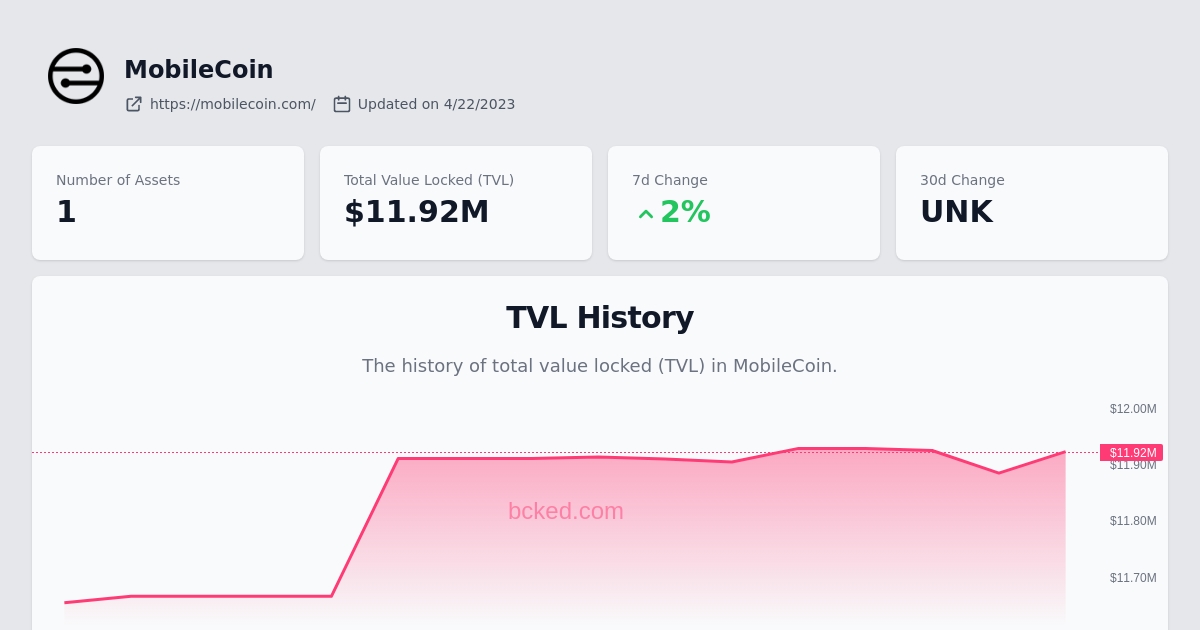 MobileCoin
https://mobilecoin.com/ Updated on 4/22/2023
Number of Assets
1
Total Value Locked (TVL)
$11.92M
7d Change
2%
30d Change
UNK
TVL History
The history of total value locked (TVL) in MobileCoin.
$12.00M
$11.92M
$11.90M
bcked.com
$11.80M
$11.70M